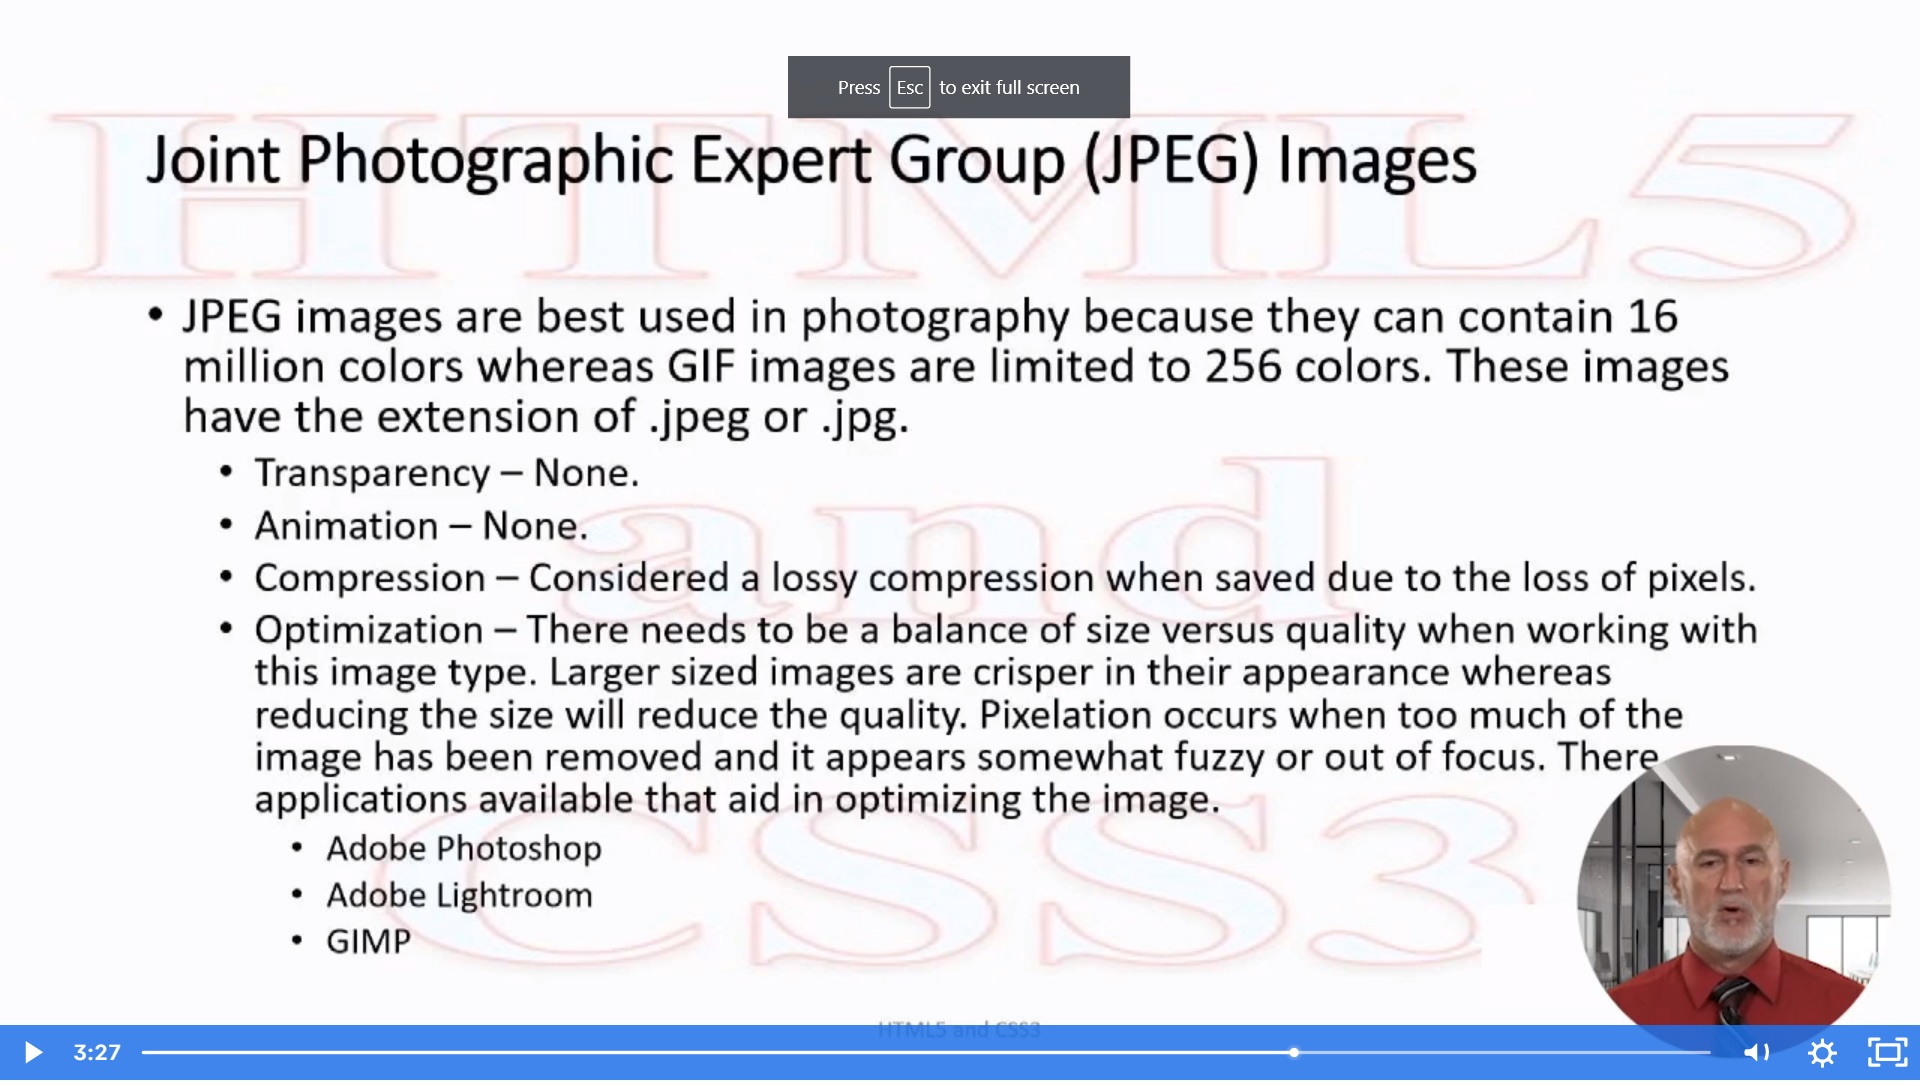 Press Esc to exit full screen
HTML5
Joint Photographic Expert Group (JPEG) Images
• JPEG images are best used in photography because they can contain 16
million colors whereas GIF images are limited to 256 colors. These images
have the extension of .jpeg or .jpg.
• Transparency – None.
• Animation – None.
and
• Compression – Considered a lossy compression when saved due to the loss of pixels.
• Optimization – There needs to be a balance of size versus quality when working with
this image type. Larger sized images are crisper in their appearance whereas
reducing the size will reduce the quality. Pixelation occurs when too much of the
image has been removed and it appears somewhat fuzzy or out of focus. There
applications available that aid in optimizing the image.
CSS3
• Adobe Photoshop
• Adobe Lightroom
• GIMP
HTML5 and CSS3
3:27